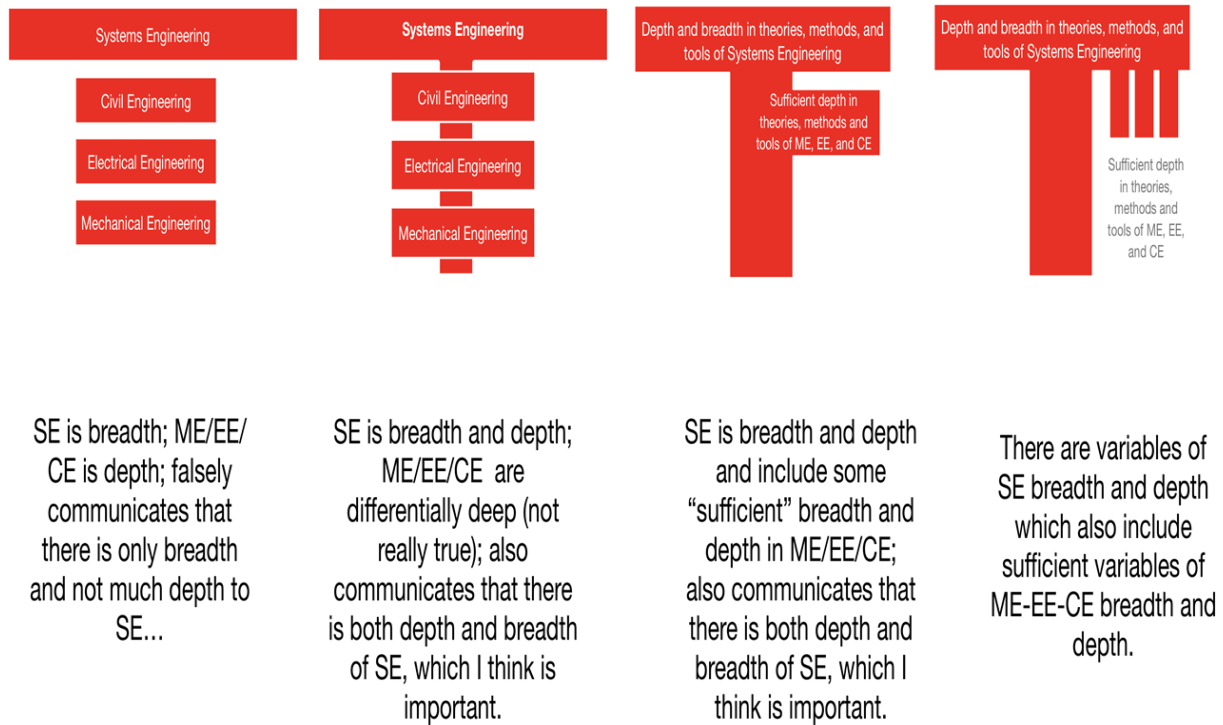 Systems Engineering
Civil Engineering
Electrical Engineering
Mechanical Engineering
SE is breadth; ME/EE/
CE is depth; falsely
communicates that
there is only breadth
and not much depth to
SE...
Systems Engineering
Civil Engineering
Electrical Engineering
Mechanical Engineering
SE is breadth and depth;
ME/EE/CE are
differentially deep (not
really true); also
communicates that there
is both depth and breadth
of SE, which I think is
important.
Depth and breadth in theories, methods, and
tools of Systems Engineering
Sufficient depth in
theories, methods and
tools of ME, EE, and CE
SE is breadth and depth
and include some
“sufficient” breadth and
depth in ME/EE/CE;
also communicates that
there is both depth and
breadth of SE, which I
think is important.
Depth and breadth in theories, methods, and
tools of Systems Engineering
Sufficient depth
in theories,
methods and
tools of ME, EE,
and CE
There are variables of
SE breadth and depth
which also include
sufficient variables of
ME-EE-CE breadth and
depth.